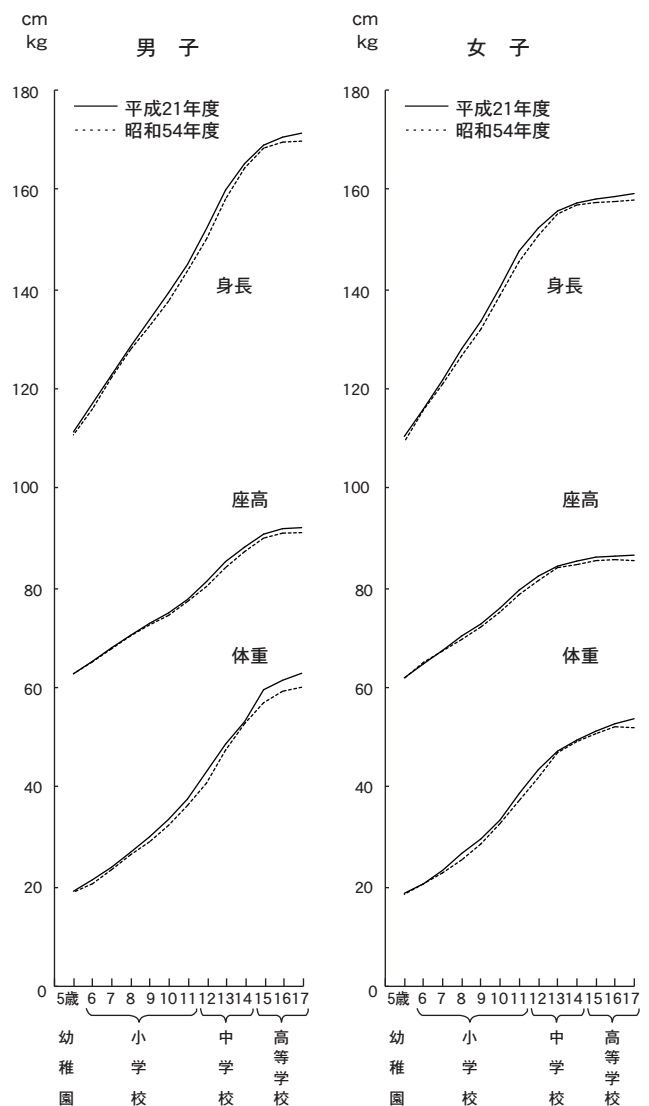 cm
kg
男 子
180
平成21年度
昭和54年度
160
身長
140
120
100
座高
80
体重
60
40
20
0
5歳 6 7 8 9 10 11 12 13 14 15 16 17
幼稚園
小学校
中学校
高等学校
cm
kg
女 子
180
平成21年度
昭和54年度
160
身長
140
120
100
座高
80
体重
60
40
20
0
5歳 6 7 8 9 10 11 12 13 14 15 16 17
幼稚園
小学校
中学校
高等学校